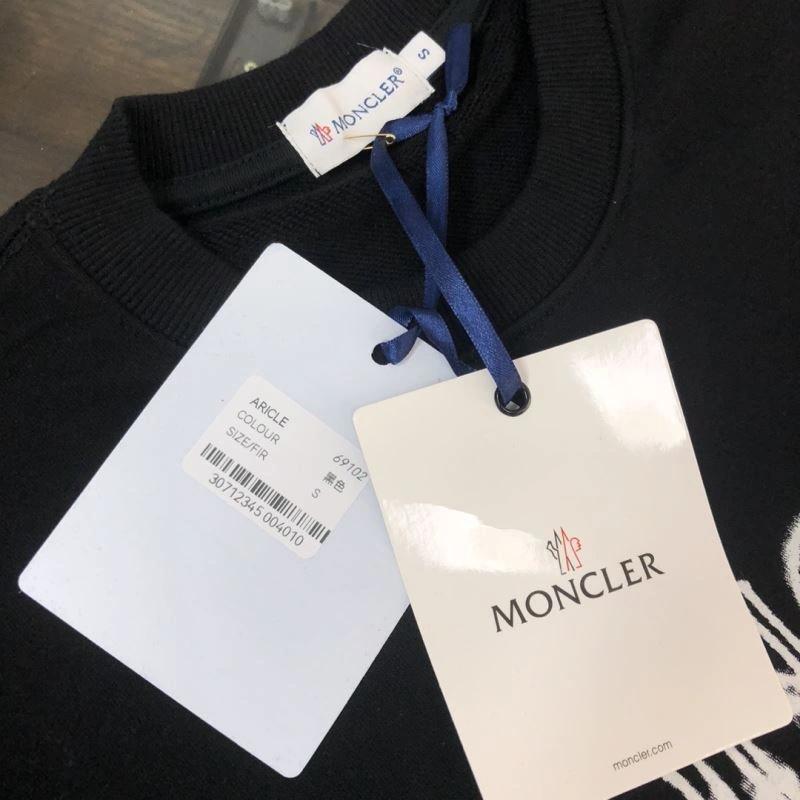 S
MONCLER®
ARICLE 69102
COLOUR 黑色
SIZE/FIR S
30712345 004010
MONCLER
moncler.com